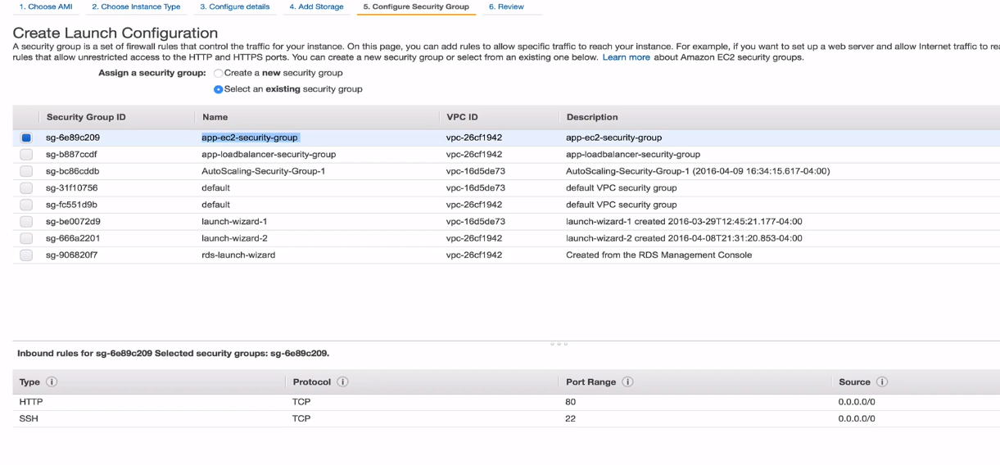 1. Choose AMI 2. Choose Instance Type 3. Configure details 4. Add Storage 5. Configure Security Group 6. Review
Create Launch Configuration
A security group is a set of firewall rules that control the traffic for your instance. On this page, you can add rules to allow specific traffic to reach your instance. For example, if you want to set up a web server and allow Internet traffic to
rules that allow unrestricted access to the HTTP and HTTPS ports. You can create a new security group or select from an existing one below. Learn more about Amazon EC2 security groups.
Assign a security group: Create a new security group
Select an existing security group
Security Group ID Name VPC ID Description
sg-6e89c209 app-ec2-security-group vpc-26cf1942 app-ec2-security-group
sg-b887ccdf app-loadbalancer-security-group vpc-26cf1942 app-loadbalancer-security-group
sg-bc86cddb AutoScaling-Security-Group-1 vpc-16d5de73 AutoScaling-Security-Group-1 (2016-04-09 16:34:15.617-04:00)
sg-31f10756 default vpc-16d5de73 default VPC security group
sg-fc551d9b default vpc-26cf1942 default VPC security group
sg-be0072d9 launch-wizard-1 vpc-16d5de73 launch-wizard-1 created 2016-03-29T12:45:21.177-04:00
sg-666a2201 launch-wizard-2 vpc-26cf1942 launch-wizard-2 created 2016-04-08T21:31:20.853-04:00
sg-906820f7 rds-launch-wizard vpc-26cf1942 Created from the RDS Management Console
Inbound rules for sg-6e89c209 Selected security groups: sg-6e89c209.
Type i Protocol i Port Range i Source i
HTTP TCP 80 0.0.0.0/0
SSH TCP 22 0.0.0.0/0